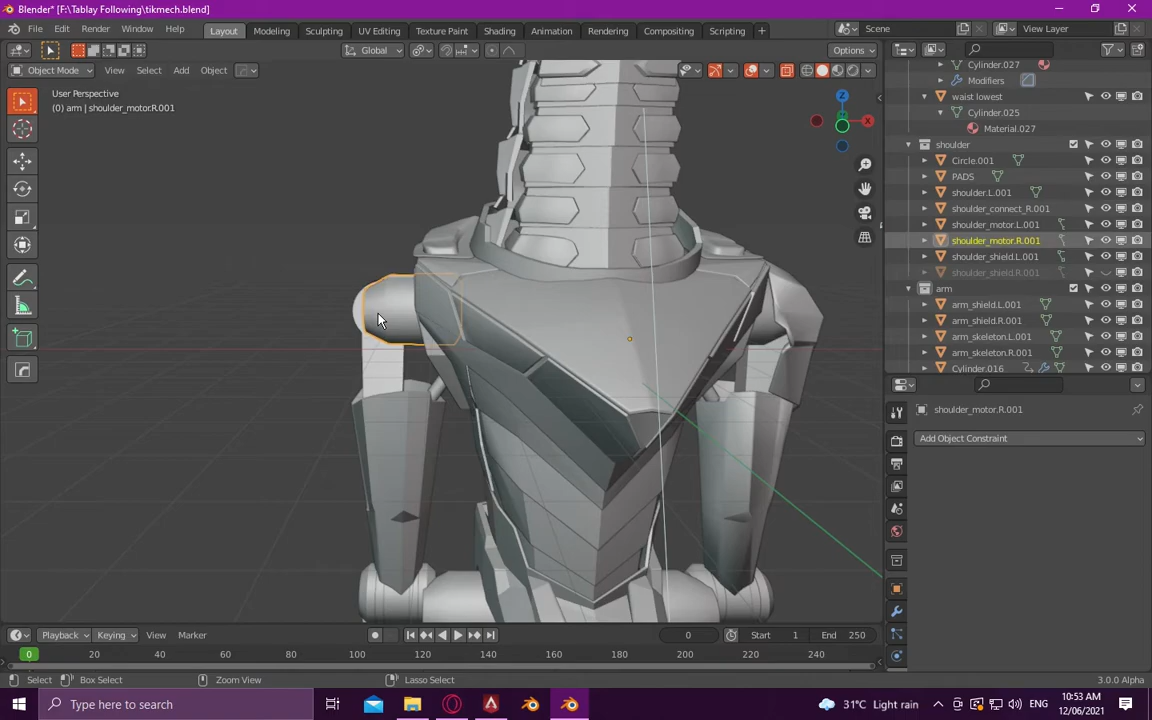 Blender* [F:\Tablay Following\tikmech.blend]
File Edit Render Window Help Layout Modeling Sculpting UV Editing Texture Paint Shading Animation Rendering Compositing Scripting + Scene View Layer
Global Options
Object Mode View Select Add Object
User Perspective
(0) arm | shoulder_motor.R.001
Z
X
Cylinder.027
Modifiers
waist lowest
Cylinder.025
Material.027
shoulder
Circle.001
PADS
shoulder.L.001
shoulder_connect_R.001
shoulder_motor.L.001
shoulder_motor.R.001
shoulder_shield.L.001
shoulder_shield.R.001
arm
arm_shield.L.001
arm_shield.R.001
arm_skeleton.L.001
arm_skeleton.R.001
Cylinder.016
shoulder_motor.R.001
Add Object Constraint
Playback Keying View Marker 0 Start 1 End 250
0 20 40 60 80 100 120 140 160 180 200 220 240
Select Box Select Zoom View Lasso Select 3.0.0 Alpha
Type here to search 31°C Light rain ENG 10:53 AM
12/06/2021